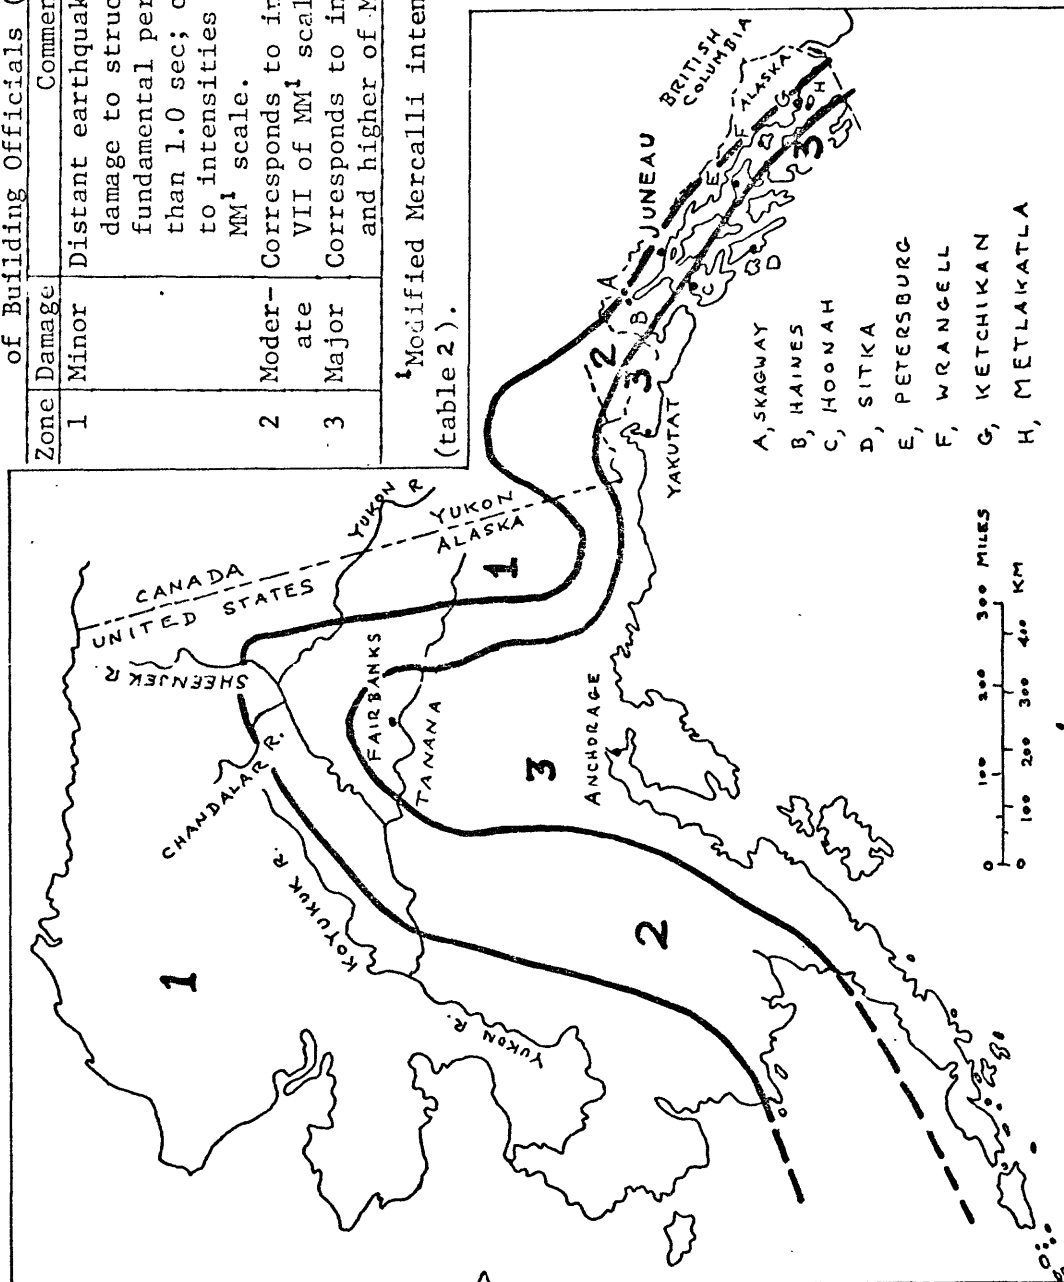 of Building Officials (
Zone Damage Commer
1 Minor Distant earthquak
damage to struc
fundamental per
than 1.0 sec; c
to intensities
MM¹ scale.
2 Moder- Corresponds to in
ate VII of MM¹ scal
3 Major Corresponds to in
and higher of M
¹Modified Mercalli inten
(table 2).
CANADA
UNITED STATES
YUKON R
YUKON
ALASKA
SHEENJEK R
CHANDALAR R.
KOYUKUK R.
YUKON R.
FAIRBANKS
TANANA
ANCHORAGE
YAKUTAT
JUNEAU
BRITISH
COLUMBIA
ALASKA
1
1
2
3
2
3
3
A
B
C
D
E
F
G
H
A, SKAGWAY
B, HAINES
C, HOONAH
D, SITKA
E, PETERSBURG
F, WRANGELL
G, KETCHIKAN
H, METLAKATLA
0 100 200 300 MILES
0 100 200 300 400 KM